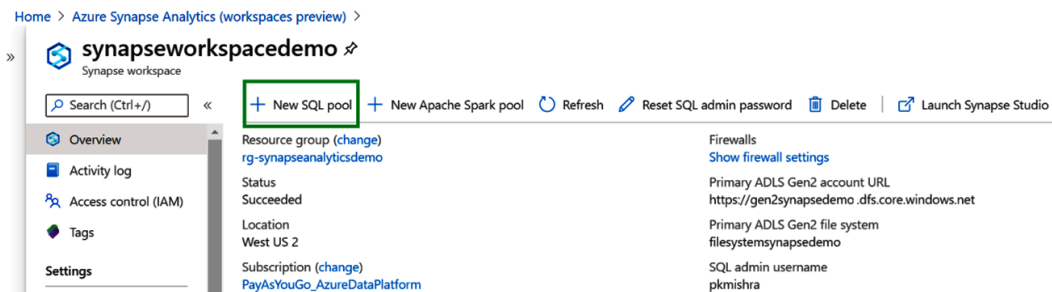 Home > Azure Synapse Analytics (workspaces preview) >
» synapseworkspacedemo
Synapse workspace
Search (Ctrl+/) «
+ New SQL pool + New Apache Spark pool Refresh Reset SQL admin password Delete Launch Synapse Studio
Overview
Activity log
Access control (IAM)
Tags
Settings
Resource group (change)
rg-synapseanalyticsdemo
Status
Succeeded
Location
West US 2
Subscription (change)
PayAsYouGo_AzureDataPlatform
Firewalls
Show firewall settings
Primary ADLS Gen2 account URL
https://gen2synapsedemo .dfs.core.windows.net
Primary ADLS Gen2 file system
filesystemsynapsedemo
SQL admin username
pkmishra